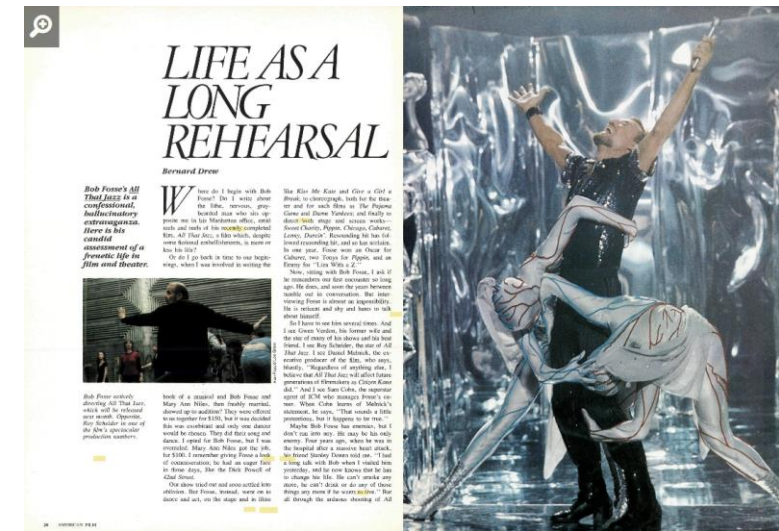 LIFE AS A
LONG
REHEARSAL
Bernard Drew
Bob Fosse's All
That Jazz is a
confessional,
hallucinatory
extravaganza.
Here is his
candid
assessment of a
frenetic life in
film and theater.
Where do I begin with Bob
Fosse? Do I write about
the lithe, nervous, gray-
bearded man who sits op-
posite me in his Manhattan office, amid
reels and reels of his recently completed
film, All That Jazz, a film which, despite
some fictional embellishments, is more or
less his life?
Or do I go back in time to our begin-
nings, when I was involved in writing the
Bob Fosse actively
directing All That Jazz,
which will be released
next month. Opposite,
Roy Scheider in one of
the film's spectacular
production numbers.
book of a musical and Bob Fosse and
Mary Ann Niles, then freshly married,
showed up to audition? They were offered
to us together for $350, but it was decided
this was exorbitant and only one dancer
would be chosen. They did their song and
dance. I opted for Bob Fosse, but I was
overruled. Mary Ann Niles got the job,
for $100. I remember giving Fosse a look
of commiseration; he had an eager face
in those days, like the Dick Powell of
42nd Street.
Our show tried out and soon settled into
oblivion. But Fosse, instead, went on to
dance and act, on the stage and in films
like Kiss Me Kate and Give a Girl a
Break; to choreograph, both for the thea-
ter and for such films as The Pajama
Game and Damn Yankees; and finally to
direct both stage and screen works—
Sweet Charity, Pippin, Chicago, Cabaret,
Lenny, Dancin'. Resounding hit has fol-
lowed resounding hit, and so has acclaim.
In one year, Fosse won an Oscar for
Cabaret, two Tonys for Pippin, and an
Emmy for "Liza With a Z."
Now, sitting with Bob Fosse, I ask if
he remembers our first encounter so long
ago. He does, and soon the years between
tumble out in conversation. But inter-
viewing Fosse is almost an impossibility.
He is reticent and shy and hates to talk
about himself.
So I have to see him several times. And
I see Gwen Verdon, his former wife and
the star of many of his shows and his best
friend. I see Roy Scheider, the star of All
That Jazz. I see Daniel Melnick, the ex-
ecutive producer of the film, who says,
bluntly, "Regardless of anything else, I
believe that All That Jazz will affect future
generations of filmmakers as Citizen Kane
did." And I see Sam Cohn, the superstar
agent of ICM who manages Fosse's ca-
reer. When Cohn learns of Melnick's
statement, he says, "That sounds a little
pretentious, but it happens to be true."
Maybe Bob Fosse has enemies, but I
don't run into any. He may be his only
enemy. Four years ago, when he was in
the hospital after a massive heart attack,
his friend Stanley Donen told me, "I had
a long talk with Bob when I visited him
yesterday, and he now knows that he has
to change his life. He can't smoke any
more, he can't drink or do any of those
things any more if he wants to live." But
all through the arduous shooting of All
AMERICAN FILM